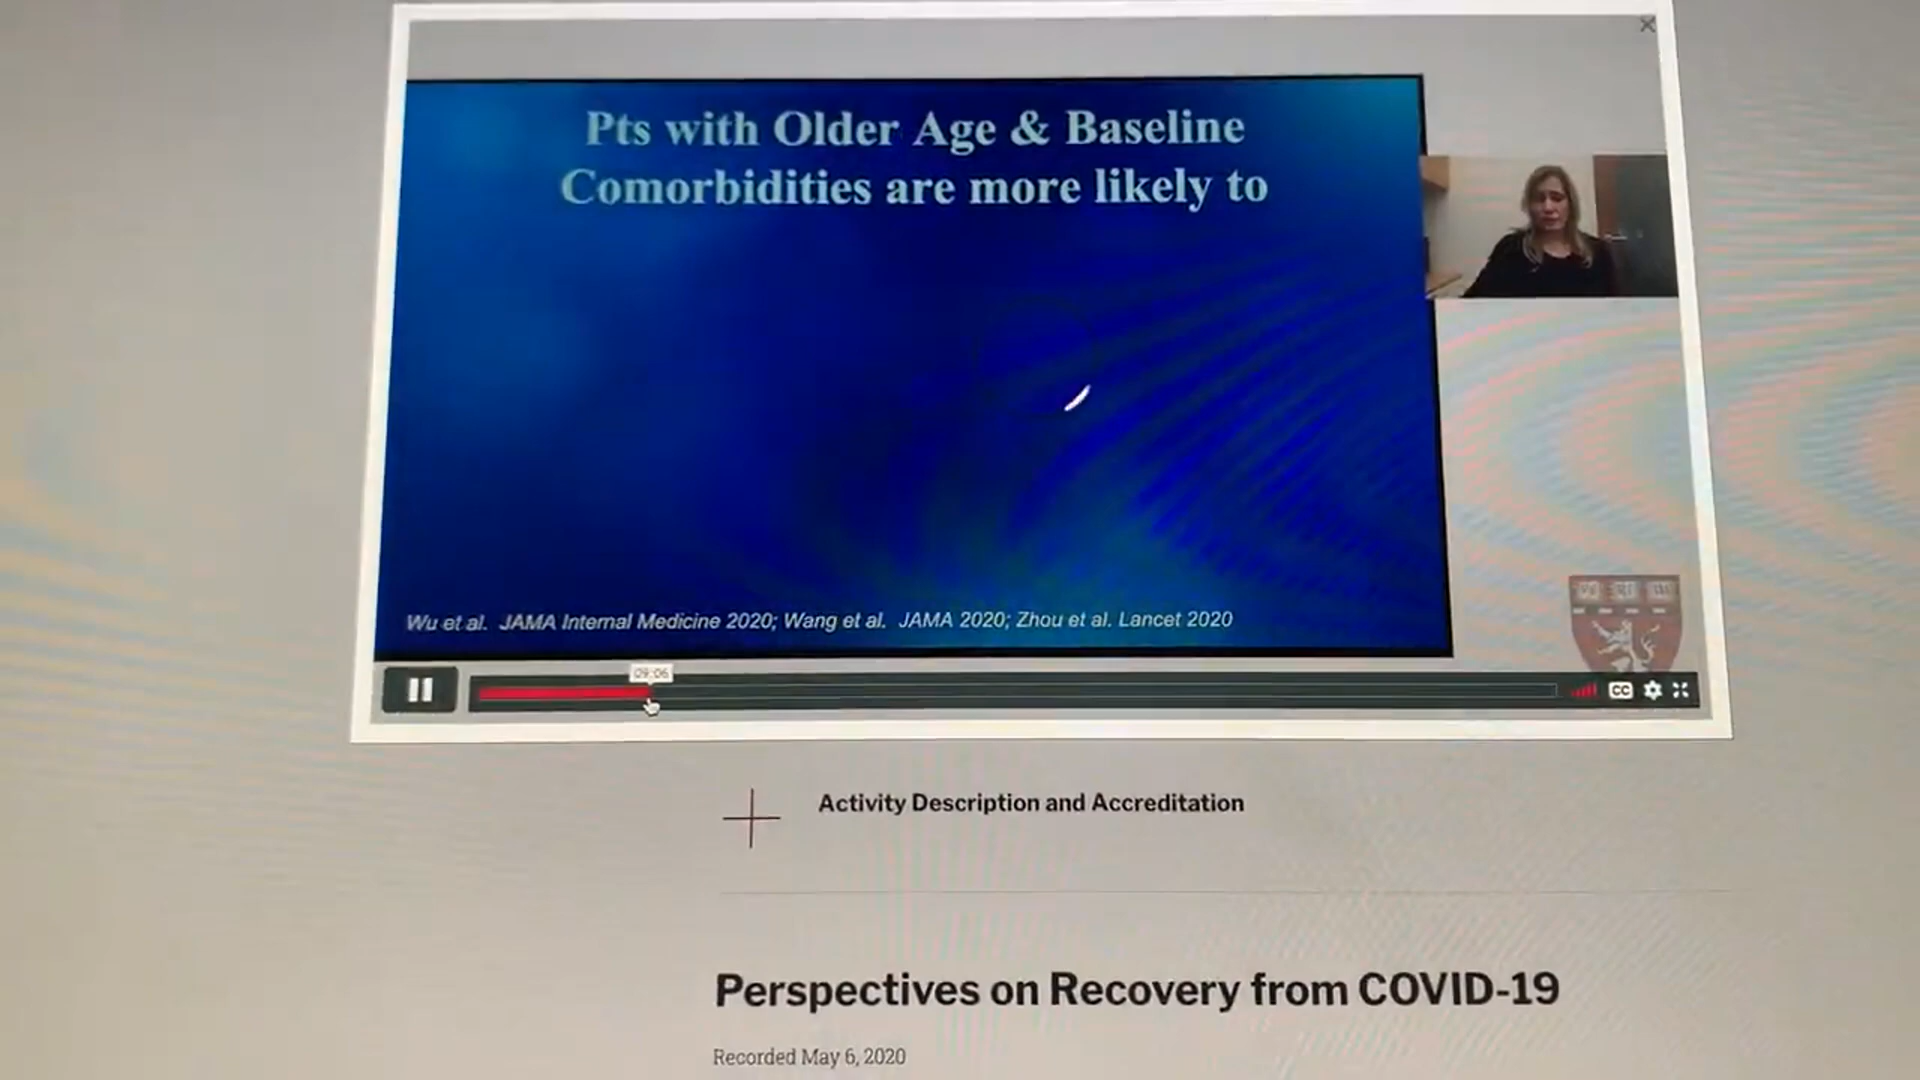 Pts with Older Age & Baseline
Comorbidities are more likely to
Wu et al. JAMA Internal Medicine 2020; Wang et al. JAMA 2020; Zhou et al. Lancet 2020
09:06
CC
Activity Description and Accreditation
Perspectives on Recovery from COVID-19
Recorded May 6, 2020